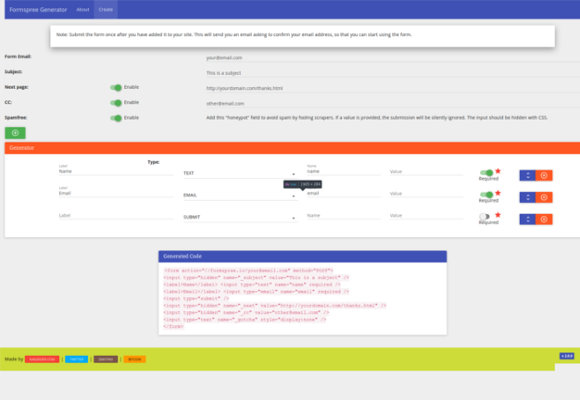 Formspree Generator About Create
Note: Submit the form once after you have added it to your site. This will send you an email asking to confirm your email address, so that you can start using the form.
Form Email: your@email.com
Subject: This is a subject
Next page: Enable http://yourdomain.com/thanks.html
CC: Enable other@email.com
Spamfree: Enable Add this "honeypot" field to avoid spam by fooling scrapers. If a value is provided, the submission will be silently ignored. The input should be hidden with CSS.
Generator
Type:
Label Name
Name TEXT name Value Required
Label
Email EMAIL email Value Required
Label SUBMIT Name Value Required
Generated Code
<form action="//formspree.io/your@email.com" method="POST">
<input type="hidden" name="_subject" value="This is a subject" />
<label>Name</label> <input type="text" name="name" required />
<label>Email</label> <input type="email" name="email" required />
<input type="submit" />
<input type="hidden" name="_next" value="http://yourdomain.com/thanks.html" />
<input type="hidden" name="_cc" value="other@email.com" />
<input type="text" name="_gotcha" style="display:none" />
</form>
Made by